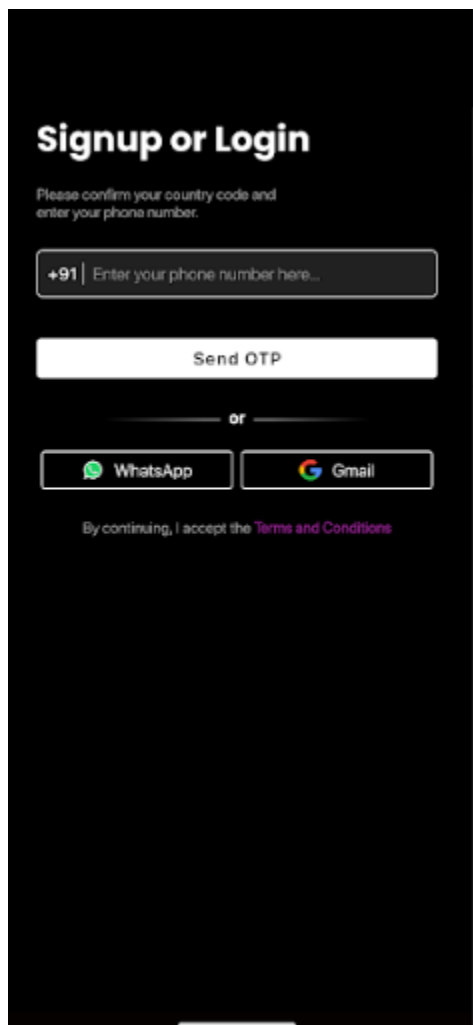 Signup or Login
Please confirm your country code and
enter your phone number.
+91 Enter your phone number here...
Send OTP
or
WhatsApp Gmail
By continuing, I accept the Terms and Conditions